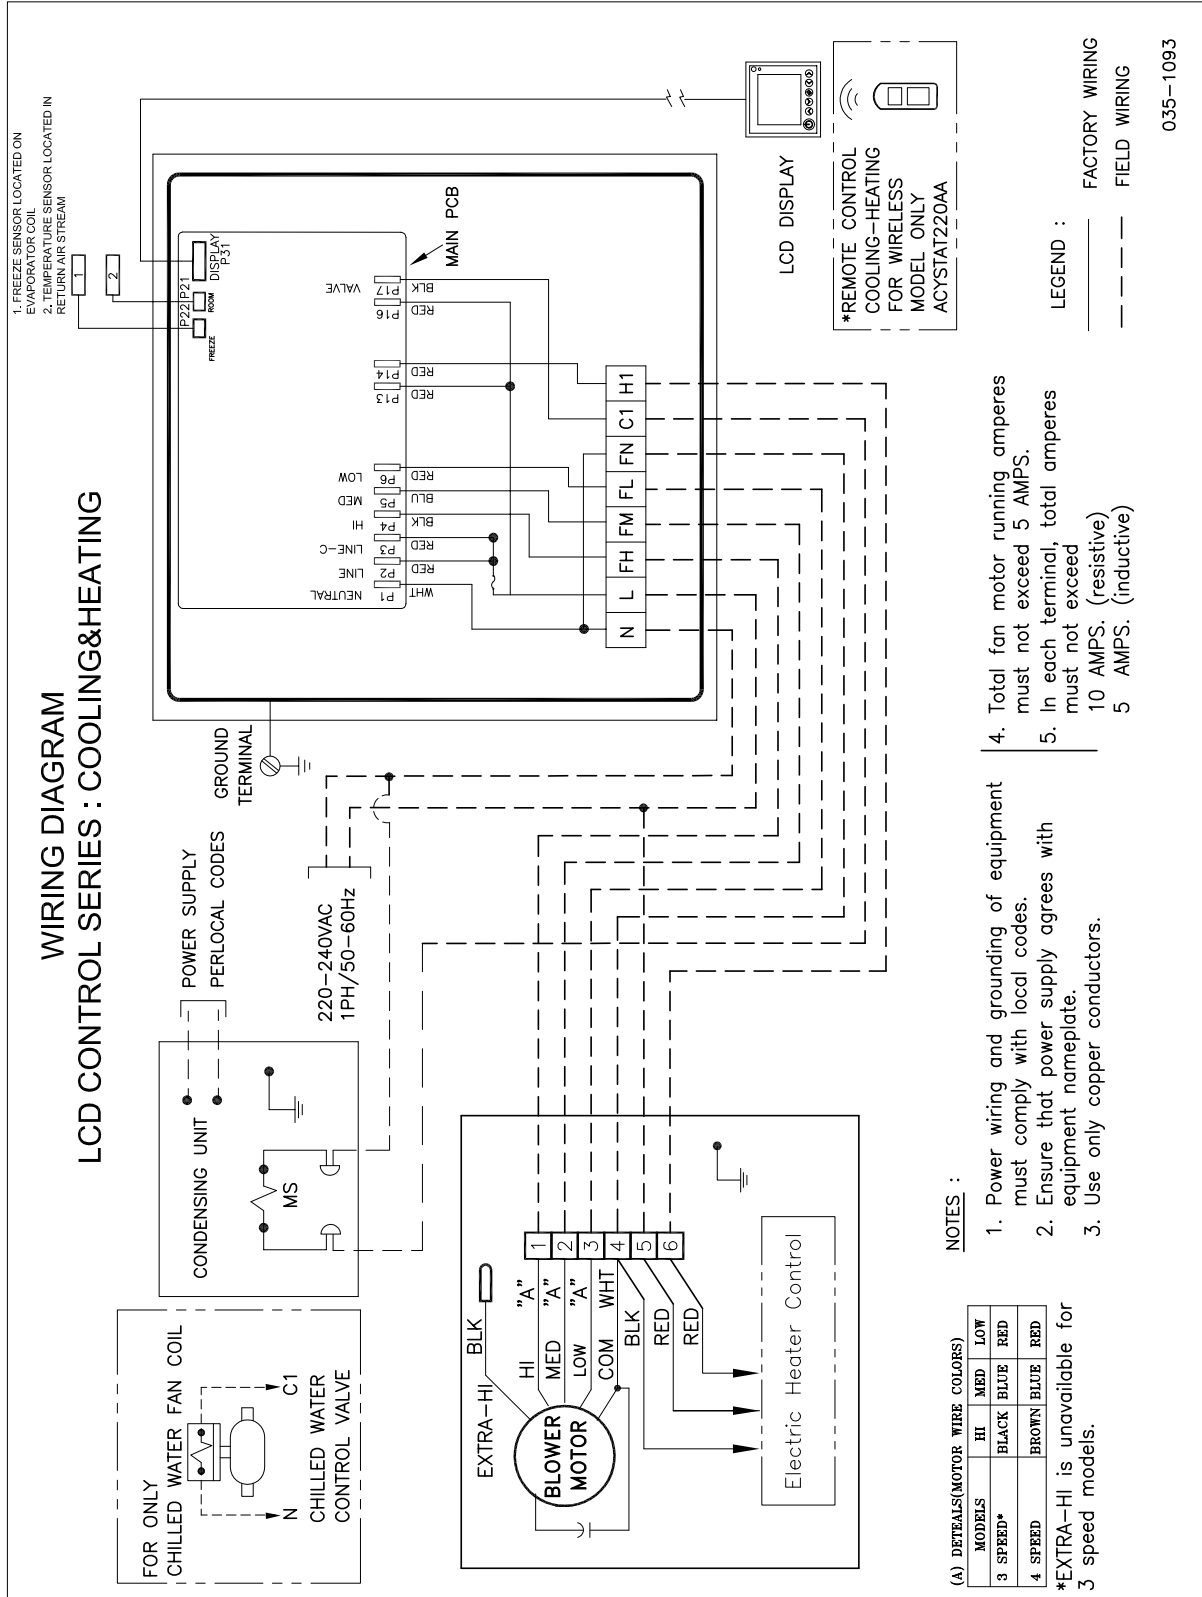 WIRING DIAGRAM
LCD CONTROL SERIES : COOLING&HEATING
1. FREEZE SENSOR LOCATED ON
EVAPORATOR COIL
2. TEMPERATURE SENSOR LOCATED IN
RETURN AIR STREAM
1
2
P22
P21
FREEZE
ROOM
DISPLAY
P31
MAIN PCB
NEUTRAL
LINE
LINE-C
HI
MED
LOW
VALVE
P1
P2
P3
P4
P5
P6
P13
P14
P16
P17
WHT
RED
RED
BLK
BLU
RED
RED
RED
RED
BLK
N
L
FH
FM
FL
FN
C1
H1
GROUND
TERMINAL
LCD DISPLAY
*REMOTE CONTROL
COOLING-HEATING
FOR WIRELESS
MODEL ONLY
ACYSTAT220AA
POWER SUPPLY
PERLOCAL CODES
220-240VAC
1PH/50-60Hz
CONDENSING UNIT
MS
FOR ONLY
CHILLED WATER FAN COIL
N
C1
CHILLED WATER
CONTROL VALVE
BLK
EXTRA-HI
BLOWER
MOTOR
HI
MED
LOW
COM
"A"
"A"
"A"
WHT
BLK
RED
RED
1
2
3
4
5
6
Electric Heater Control
LEGEND :
FACTORY WIRING
FIELD WIRING
035-1093
NOTES :
1. Power wiring and grounding of equipment
must comply with local codes.
2. Ensure that power supply agrees with
equipment nameplate.
3. Use only copper conductors.
4. Total fan motor running amperes
must not exceed 5 AMPS.
5. In each terminal, total amperes
must not exceed
10 AMPS. (resistive)
5 AMPS. (inductive)
(A) DETEALS(MOTOR WIRE COLORS)
MODELS HI MED LOW
3 SPEED* BLACK BLUE RED
4 SPEED BROWN BLUE RED
*EXTRA-HI is unavailable for
3 speed models.